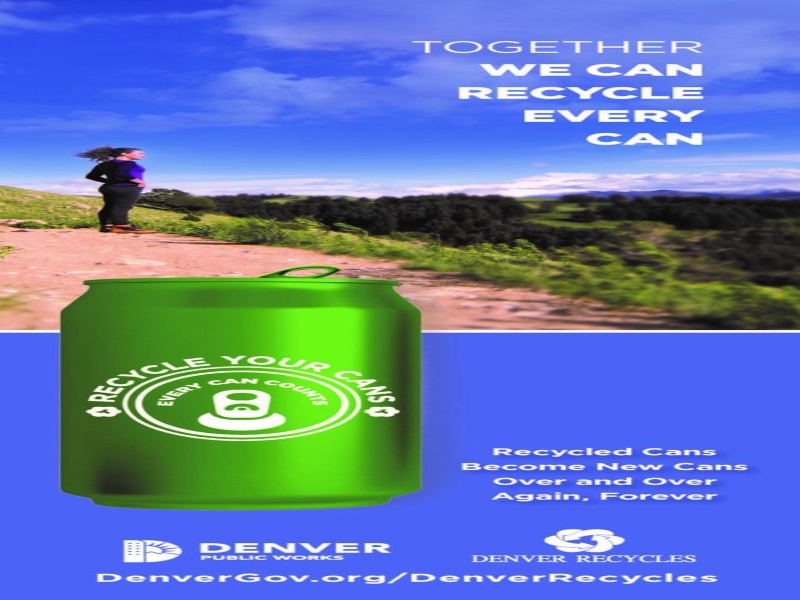 TOGETHER
WE CAN
RECYCLE
EVERY
CAN
RECYCLE YOUR CANS
EVERY CAN COUNTS
Recycled Cans
Become New Cans
Over and Over
Again, Forever
DENVER
PUBLIC WORKS
DENVER RECYCLES
DenverGov.org/DenverRecycles